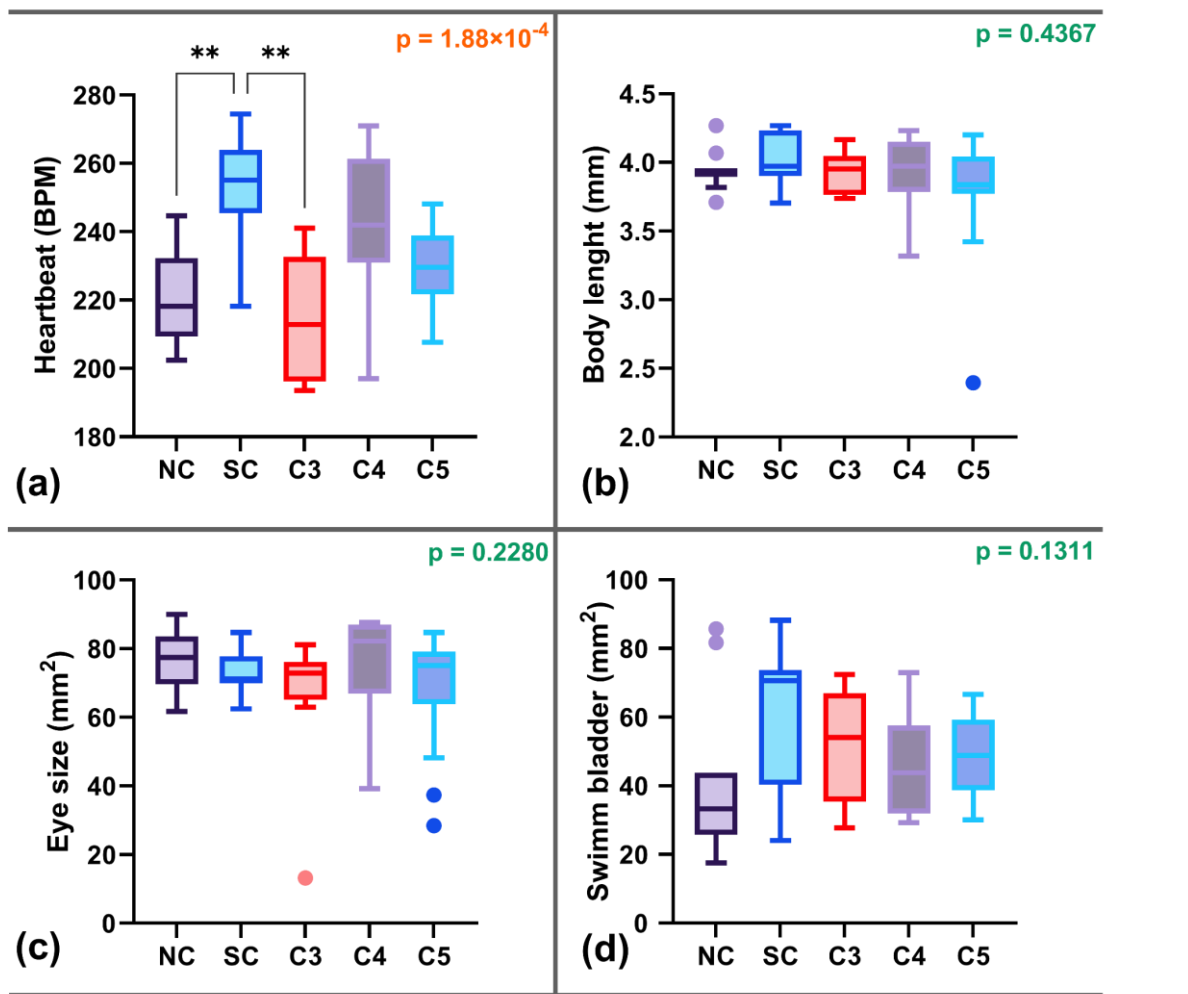 p = 1.88×10⁻⁴
** **
Heartbeat (BPM)
280
260
240
220
200
180
NC SC C3 C4 C5
(a)
p = 0.4367
Body lenght (mm)
4.5
4.0
3.5
3.0
2.5
2.0
NC SC C3 C4 C5
(b)
p = 0.2280
Eye size (mm²)
100
80
60
40
20
0
NC SC C3 C4 C5
(c)
p = 0.1311
Swimm bladder (mm²)
100
80
60
40
20
0
NC SC C3 C4 C5
(d)